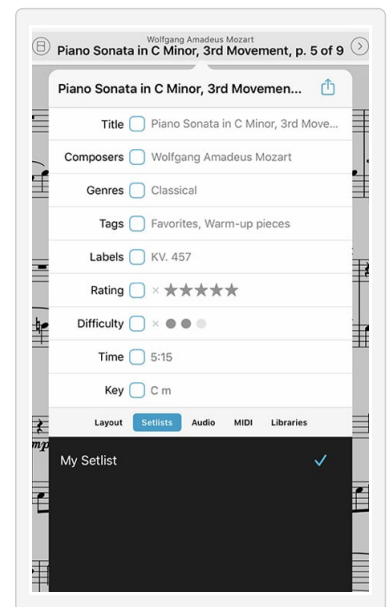 Wolfgang Amadeus Mozart
Piano Sonata in C Minor, 3rd Movement, p. 5 of 9
Piano Sonata in C Minor, 3rd Movemen...
Title Piano Sonata in C Minor, 3rd Move...
Composers Wolfgang Amadeus Mozart
Genres Classical
Tags Favorites, Warm-up pieces
Labels KV. 457
Rating × ★★★★★
Difficulty ×
Time 5:15
Key C m
Layout Setlists Audio MIDI Libraries
mp
My Setlist